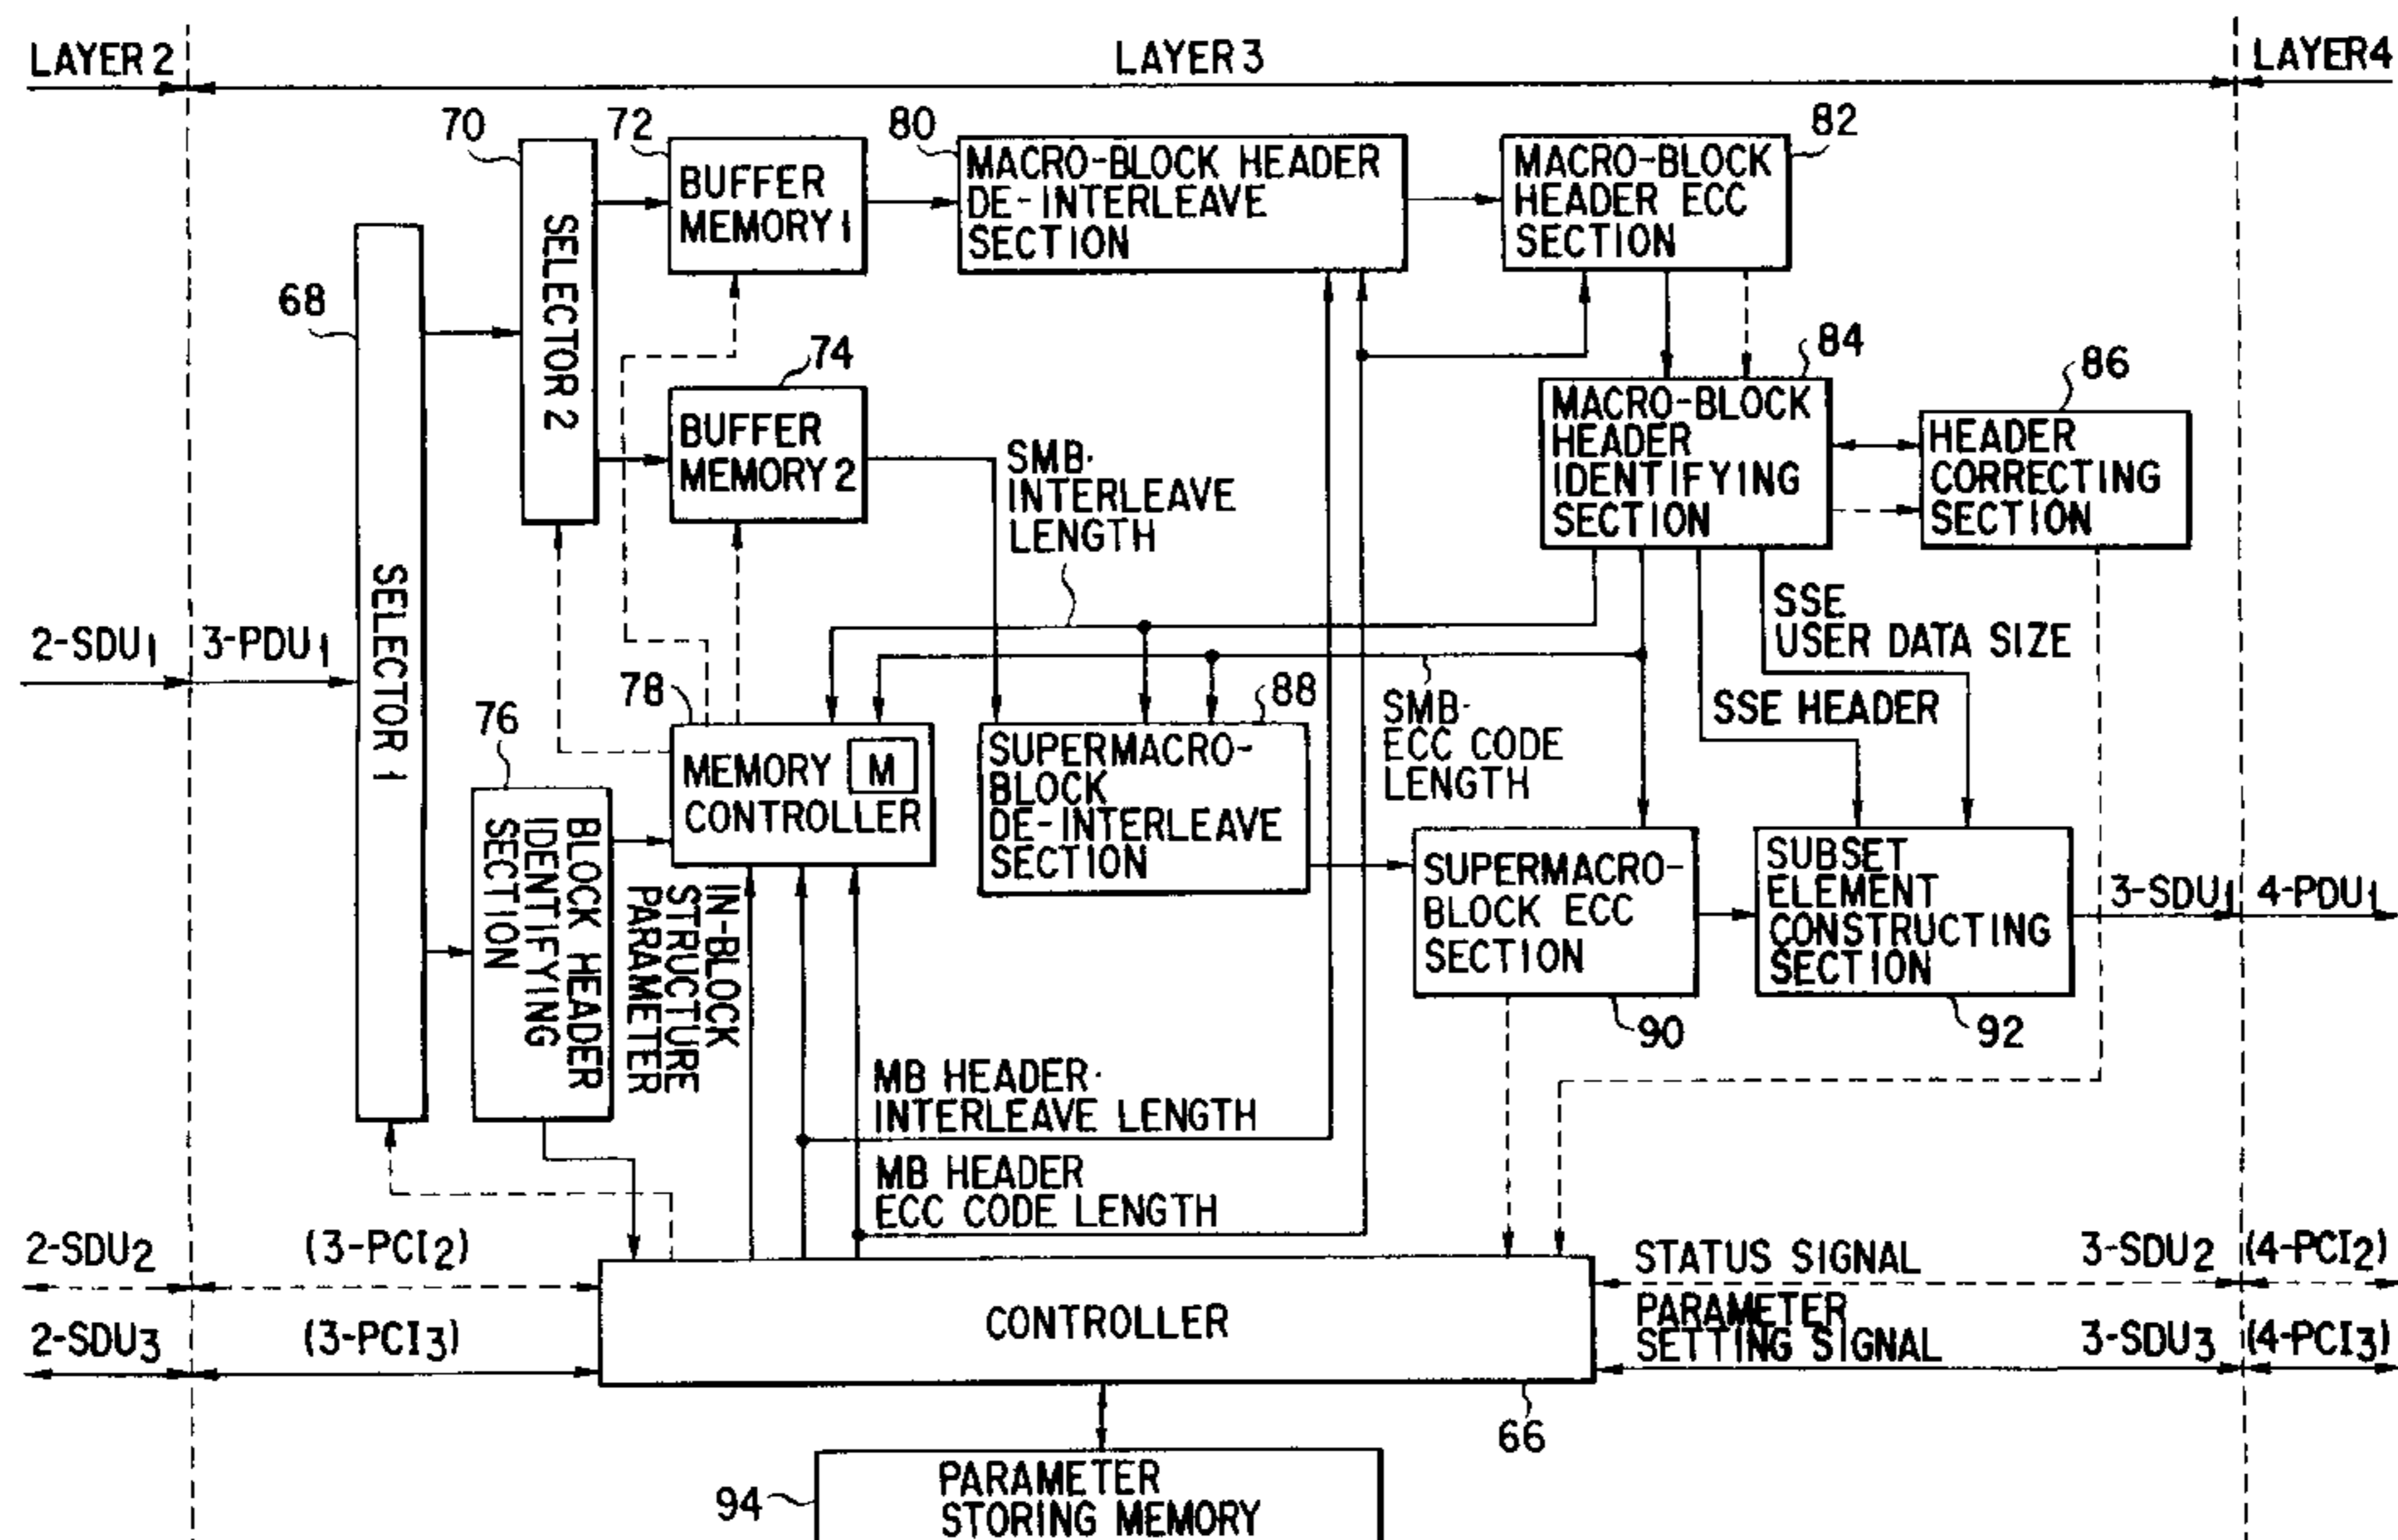 LAYER 2
LAYER 3
LAYER4
70
72
80
82
SELECTOR 2
BUFFER
MEMORY 1
MACRO-BLOCK HEADER
DE-INTERLEAVE
SECTION
MACRO-BLOCK
HEADER ECC
SECTION
68
74
84
86
BUFFER
MEMORY 2
SMB·
INTERLEAVE
LENGTH
MACRO-BLOCK
HEADER
IDENTIFYING
SECTION
HEADER
CORRECTING
SECTION
SELECTOR 1
2-SDU1
3-PDU1
SSE
USER DATA SIZE
SSE HEADER
76
78
88
SMB·
ECC CODE
LENGTH
MEMORY
CONTROLLER
M
SUPERMACRO-
BLOCK
DE-INTERLEAVE
SECTION
BLOCK HEADER
IDENTIFYING
SECTION
IN-BLOCK
STRUCTURE
PARAMETER
SUPERMACRO-
BLOCK ECC
SECTION
SUBSET
ELEMENT
CONSTRUCTING
SECTION
3-SDU1
4-PDU1
90
92
MB HEADER·
INTERLEAVE LENGTH
MB HEADER
ECC CODE LENGTH
2-SDU2
(3-PCI2)
STATUS SIGNAL
3-SDU2
(4-PCI2)
CONTROLLER
2-SDU3
(3-PCI3)
PARAMETER
SETTING SIGNAL
3-SDU3
(4-PCI3)
66
94
PARAMETER
STORING MEMORY